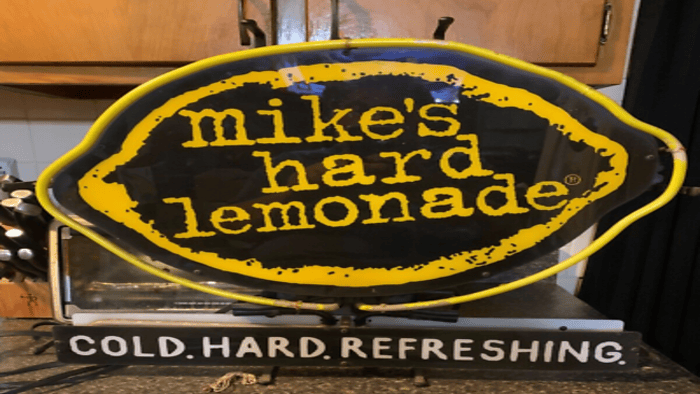 mike's
hard
lemonade®
COLD. HARD. REFRESHING.